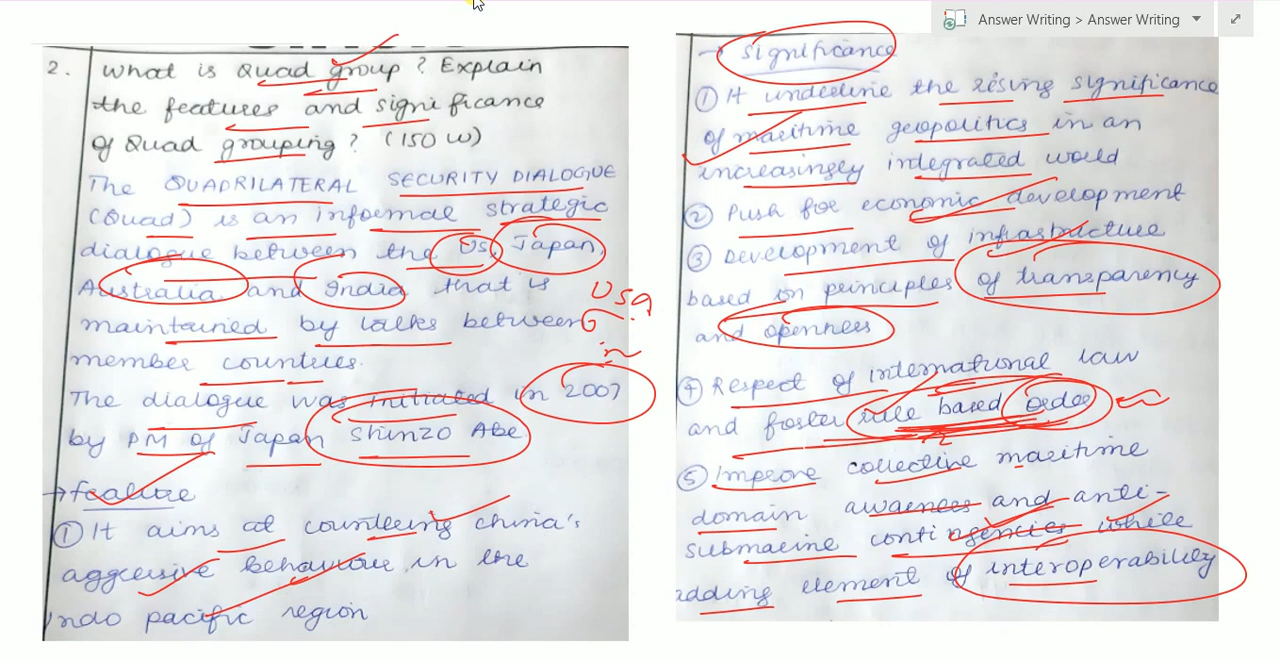 Answer Writing > Answer Writing
2. What is Quad group? Explain
the features and significance
of Quad grouping? (150 W)
The QUADRILATERAL SECURITY DIALOGUE
(Quad) is an informal strategic
dialogue between the US, Japan,
Australia and India that is
maintained by talks between
member countries.
USA
in
The dialogue was initiated in 2007
by PM of Japan Shinzo Abe
→ feature
① It aims at countering china's
aggressive behaviour in the
Indo pacific region
→ significance
① It underline the rising significance
of maritime geopolitics in an
increasingly integrated world
② Push for economic development
③ Development of infrastructure
based on principles of transparency
and openness
④ Respect of international law
and foster rule based order
⑤ Improve collective maritime
domain awareness and anti-
submarine contingencies while
adding element of interoperability